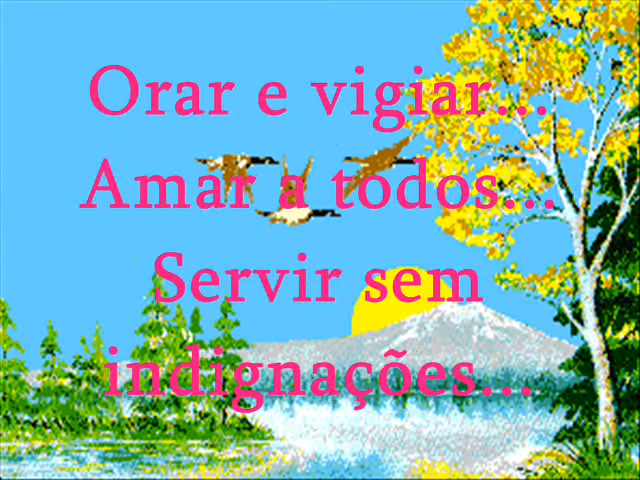 Orar e vigiar...
Amar a todos...
Servir sem
indignações...